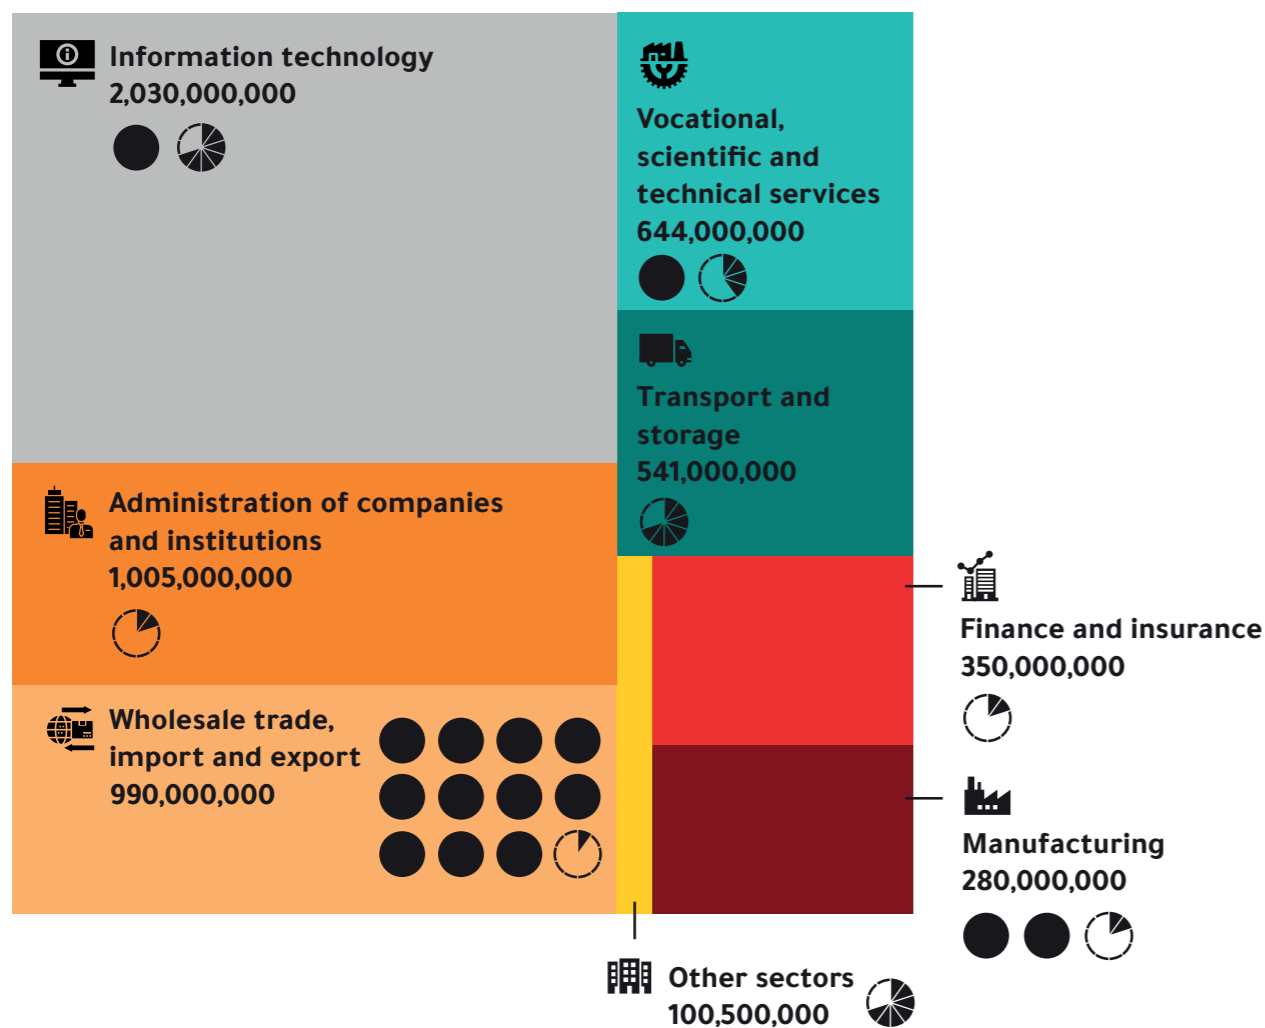 Information technology
2,030,000,000
Vocational,
scientific and
technical services
644,000,000
Transport and
storage
541,000,000
Administration of companies
and institutions
1,005,000,000
Wholesale trade,
import and export
990,000,000
Finance and insurance
350,000,000
Manufacturing
280,000,000
Other sectors
100,500,000